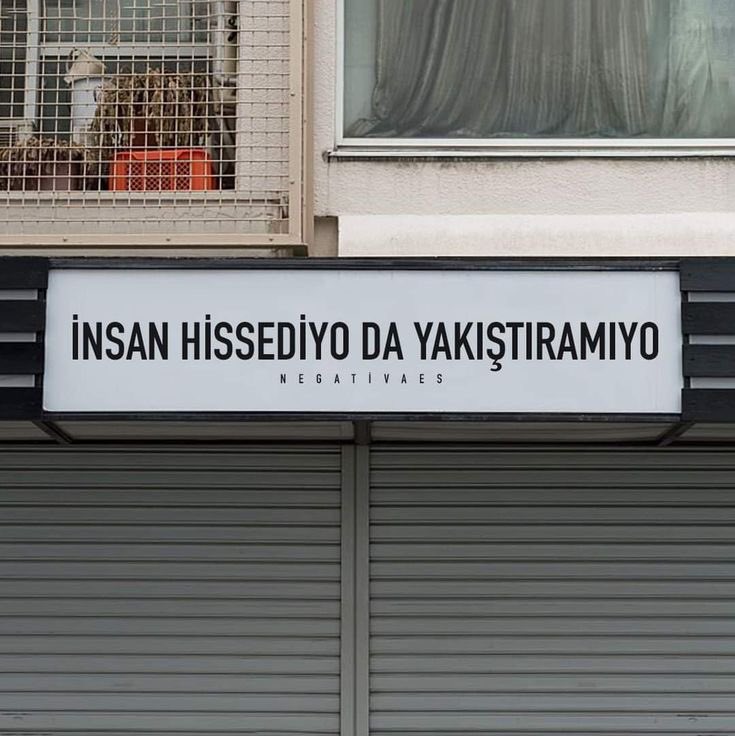 İNSAN HİSSEDİYO DA YAKIŞTIRAMIYO
NEGATİVAES